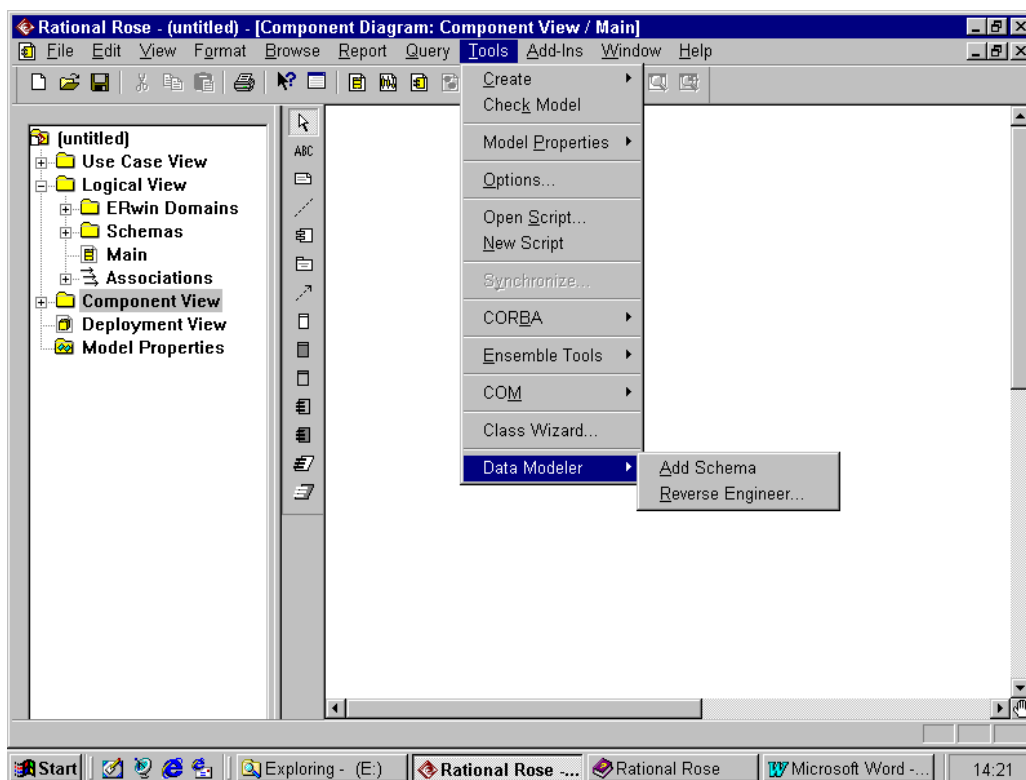 Rational Rose - (untitled) - [Component Diagram: Component View / Main]
File Edit View Format Browse Report Query Tools Add-Ins Window Help
Create
Check Model
Model Properties
Options...
Open Script...
New Script
Synchronize...
CORBA
Ensemble Tools
COM
Class Wizard...
Data Modeler
Add Schema
Reverse Engineer...
(untitled)
Use Case View
Logical View
ERwin Domains
Schemas
Main
Associations
Component View
Deployment View
Model Properties
ABC
Start Exploring - (E:) Rational Rose -... Rational Rose Microsoft Word -... 14:21